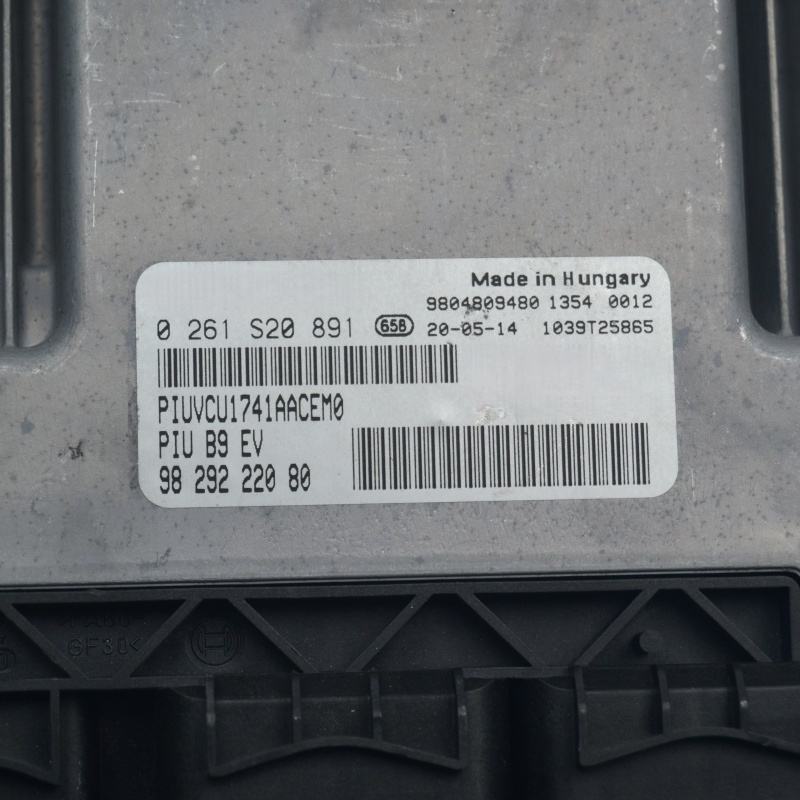 Made in Hungary
9804809480 1354 0012
0 261 S20 891 658 20-05-14 1039T25865
PIUVCU1741AACEM0
PIU B9 EV
98 292 220 80
GF30<